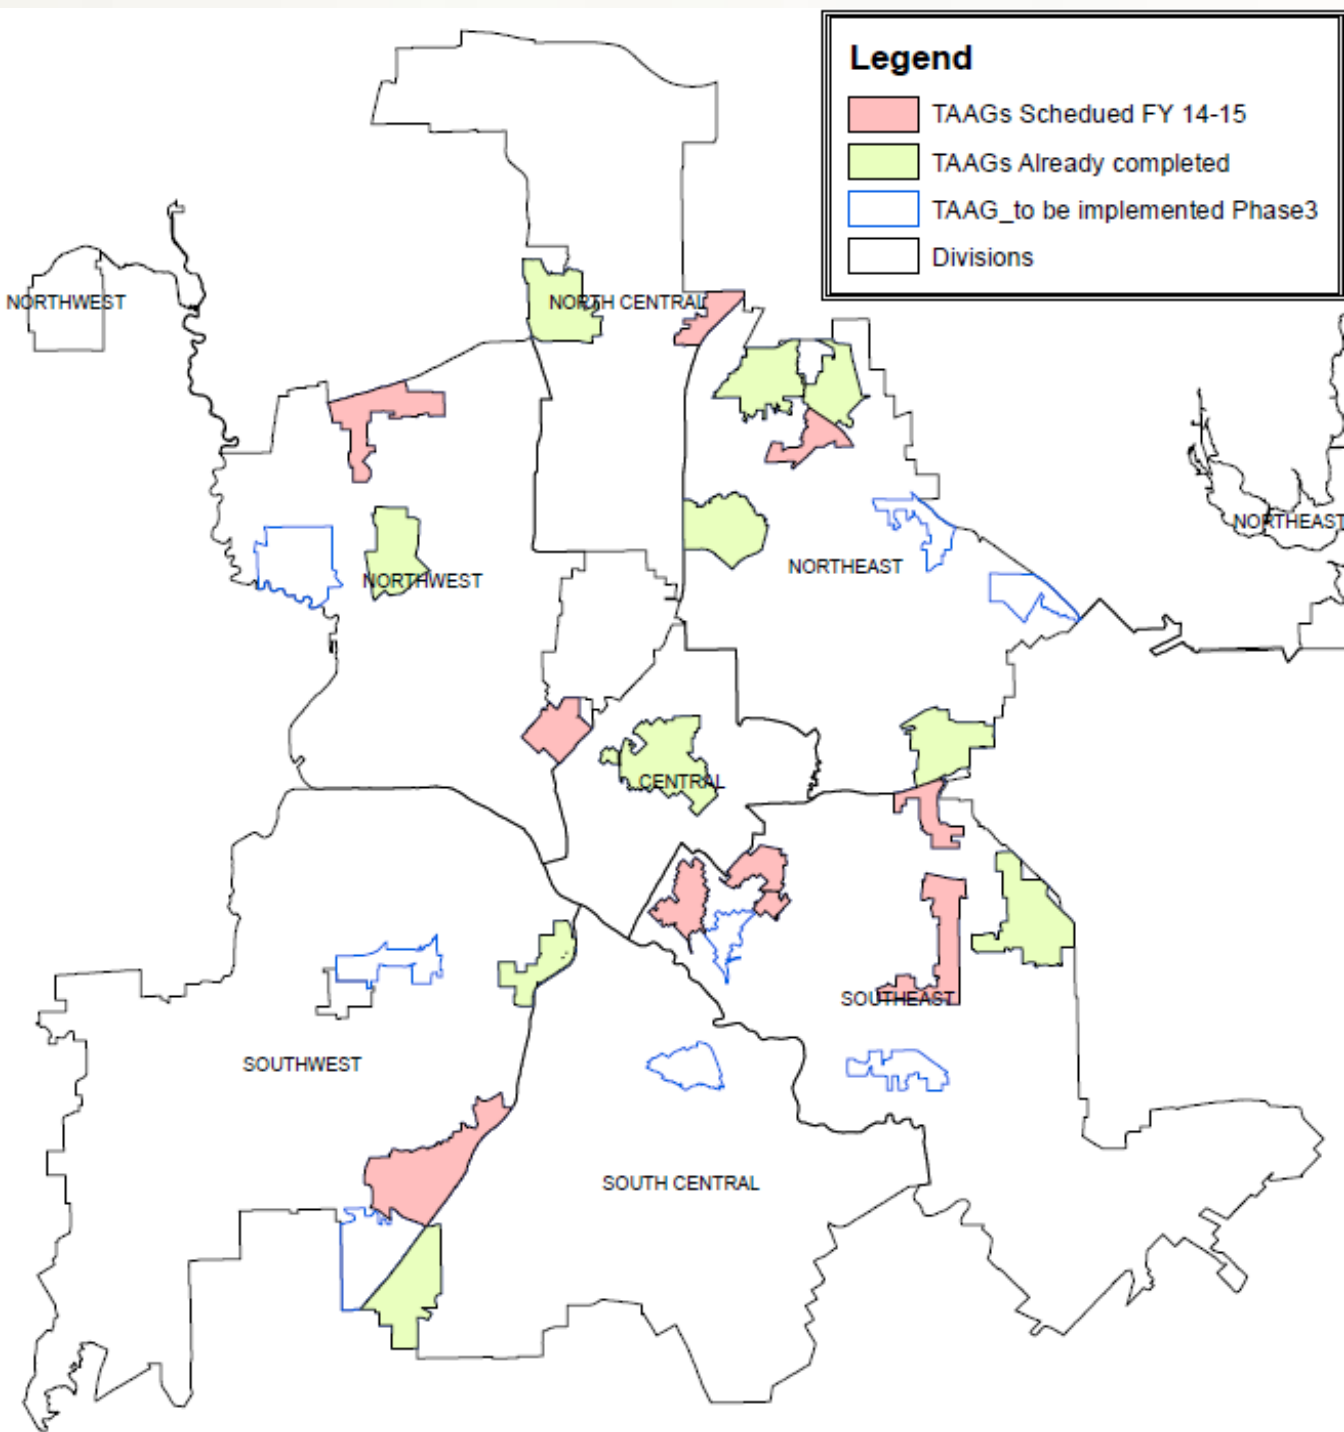 Legend
TAAGs Schedued FY 14-15
TAAGs Already completed
TAAG_to be implemented Phase3
Divisions
NORTHWEST
NORTH CENTRAL
NORTHEAST
NORTHEAST
NORTHWEST
CENTRAL
SOUTHEAST
SOUTHWEST
SOUTH CENTRAL